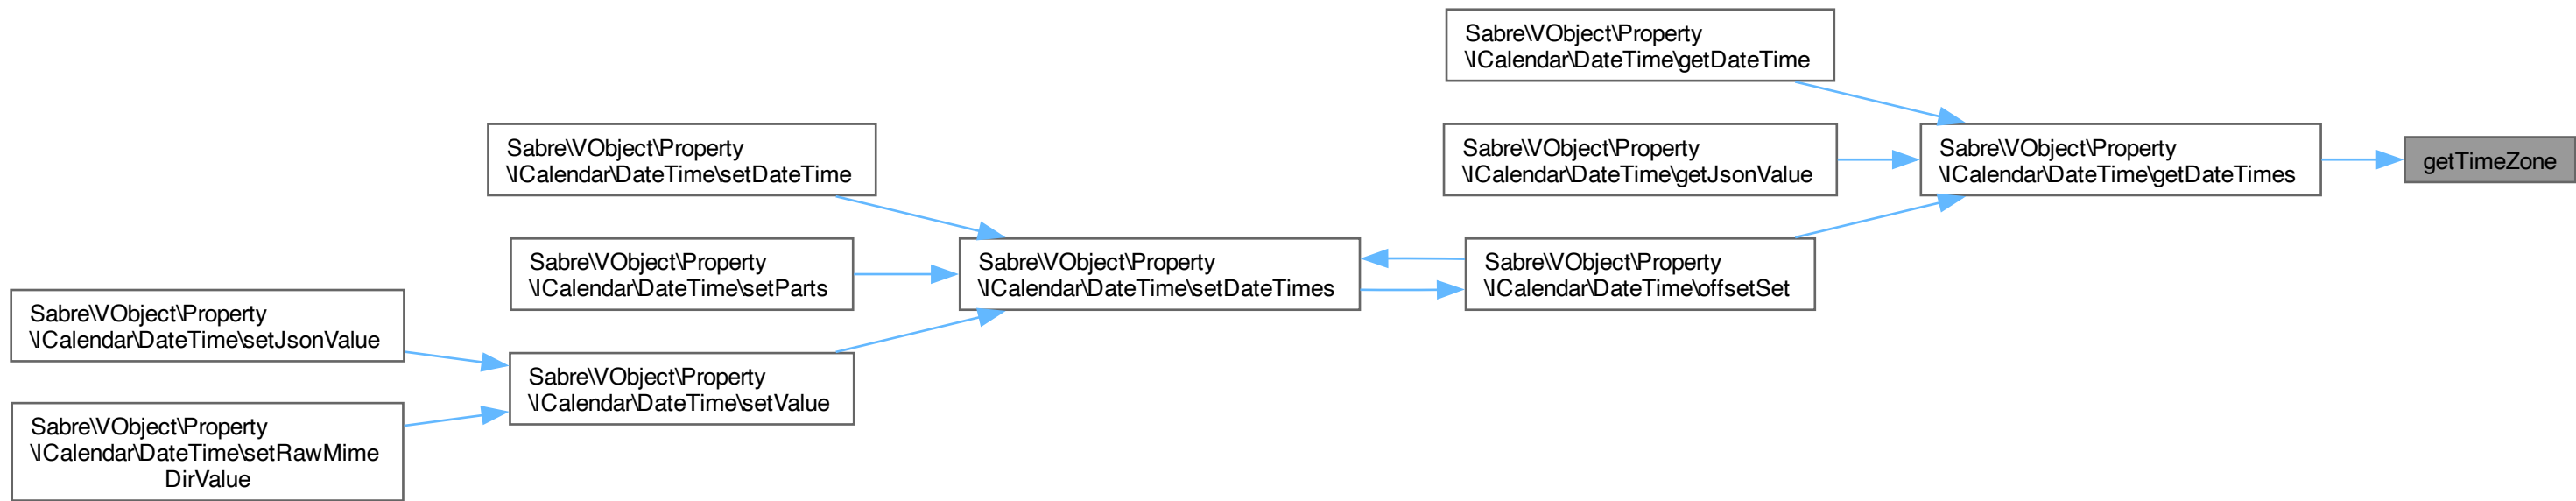 Sabre\VObject\Property
\ICalendar\DateTime\getDateTime
Sabre\VObject\Property
\ICalendar\DateTime\setDateTime
Sabre\VObject\Property
\ICalendar\DateTime\getJsonValue
Sabre\VObject\Property
\ICalendar\DateTime\getDateTimes
getTimeZone
Sabre\VObject\Property
\ICalendar\DateTime\setParts
Sabre\VObject\Property
\ICalendar\DateTime\setDateTimes
Sabre\VObject\Property
\ICalendar\DateTime\offsetSet
Sabre\VObject\Property
\ICalendar\DateTime\setJsonValue
Sabre\VObject\Property
\ICalendar\DateTime\setValue
Sabre\VObject\Property
\ICalendar\DateTime\setRawMime
DirValue